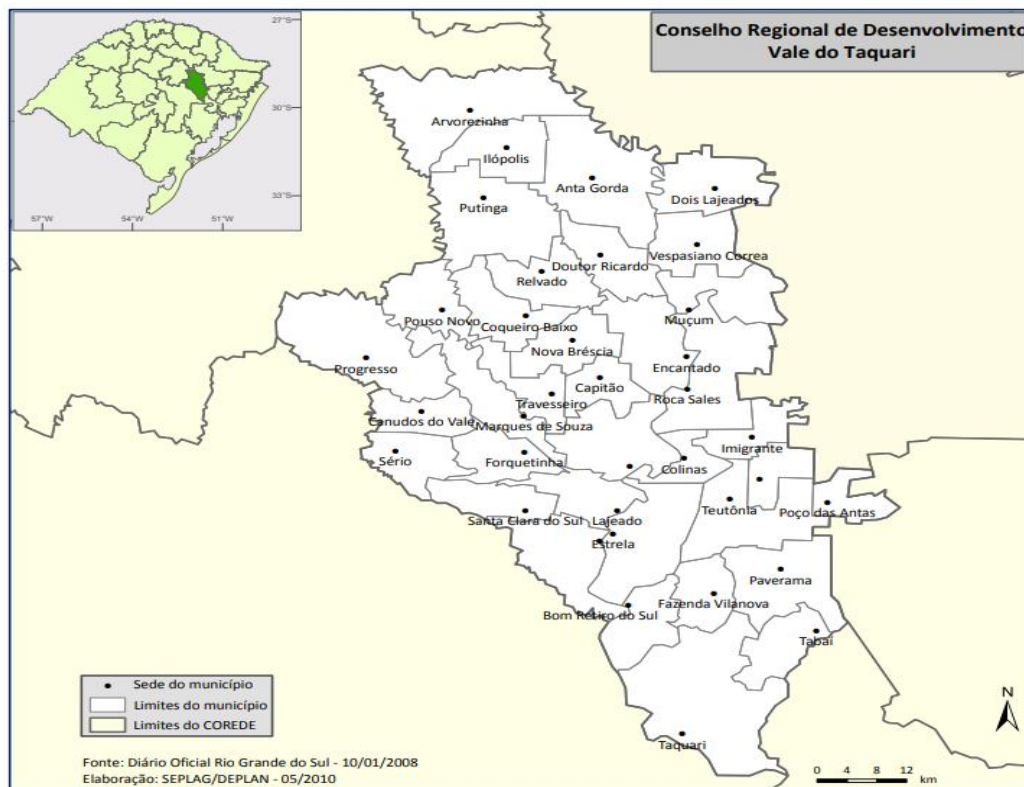 Conselho Regional de Desenvolvimento
Vale do Taquari
27°S
30°S
33°S
57°W
54°W
51°W
Arvorezinha
Ilópolis
Anta Gorda
Dois Lajeados
Putinga
Vespasiano Correa
Doutor Ricardo
Relvado
Pouso Novo
Coqueiro Baixo
Muçum
Nova Bréscia
Progresso
Encantado
Capitão
Travesseiro
Roca Sales
Canudos do Vale
Marques de Souza
Imigrante
Sério
Forquetinha
Colinas
Teutônia
Poço das Antas
Santa Clara do Sul
Lajeado
Estrela
Paverama
Fazenda Vilanova
Bom Retiro do Sul
Tabaí
Taquari
Sede do município
Limites do município
Limites do COREDE
Fonte: Diário Oficial Rio Grande do Sul - 10/01/2008
Elaboração: SEPLAG/DEPLAN - 05/2010
N
0 4 8 12
km